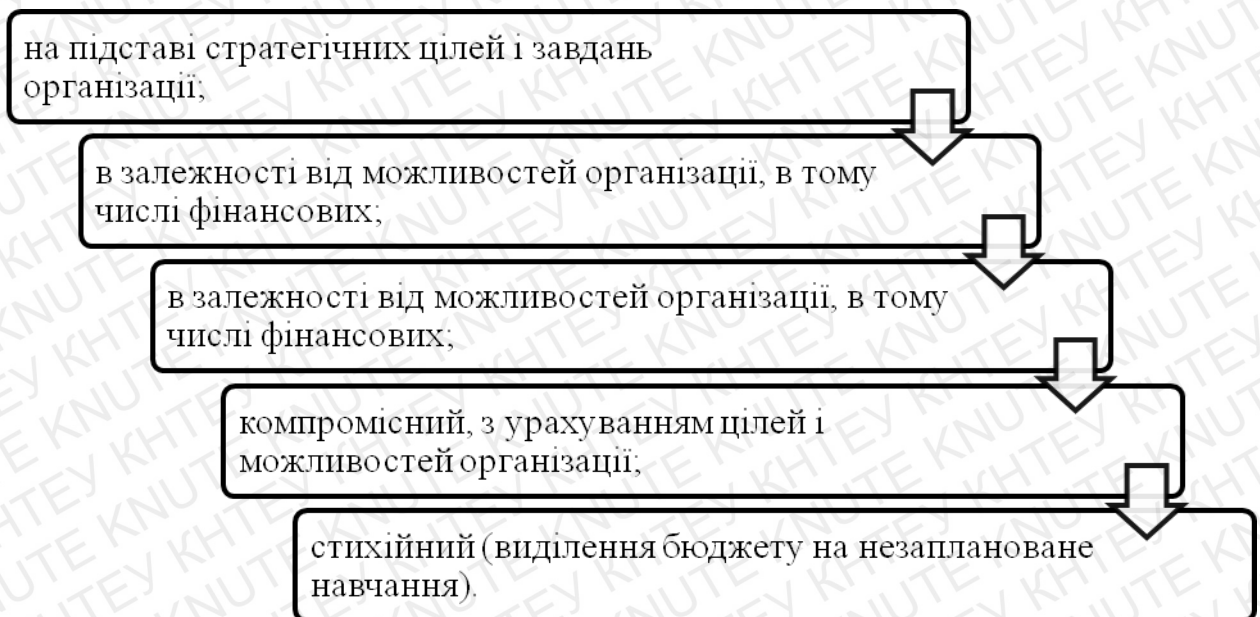 на підставі стратегічних цілей і завдань
організації;
в залежності від можливостей організації, в тому
числі фінансових;
в залежності від можливостей організації, в тому
числі фінансових;
компромісний, з урахуванням цілей і
можливостей організації;
стихійний (виділення бюджету на незаплановане
навчання).